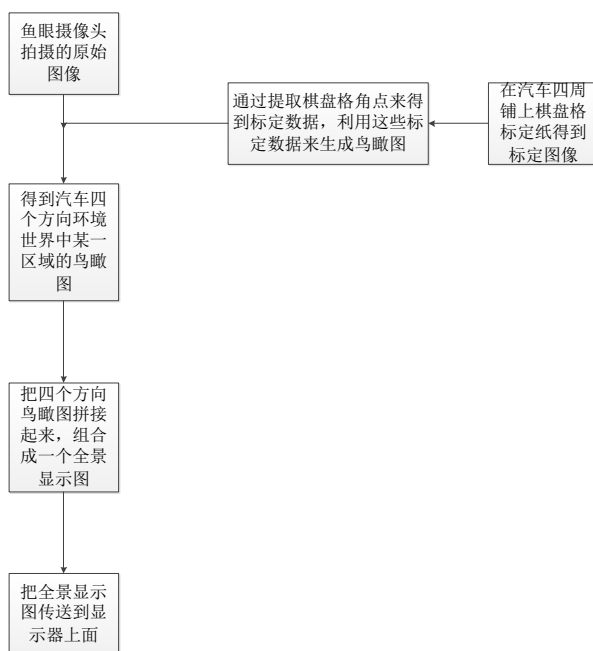 鱼眼摄像头
拍摄的原始
图像
通过提取棋盘格角点来得
到标定数据，利用这些标
定数据来生成鸟瞰图
在汽车四周
铺上棋盘格
标定纸得到
标定图像
得到汽车四
个方向环境
世界中某一
区域的鸟瞰
图
把四个方向
鸟瞰图拼接
起来，组合
成一个全景
显示图
把全景显示
图传送到显
示器上面